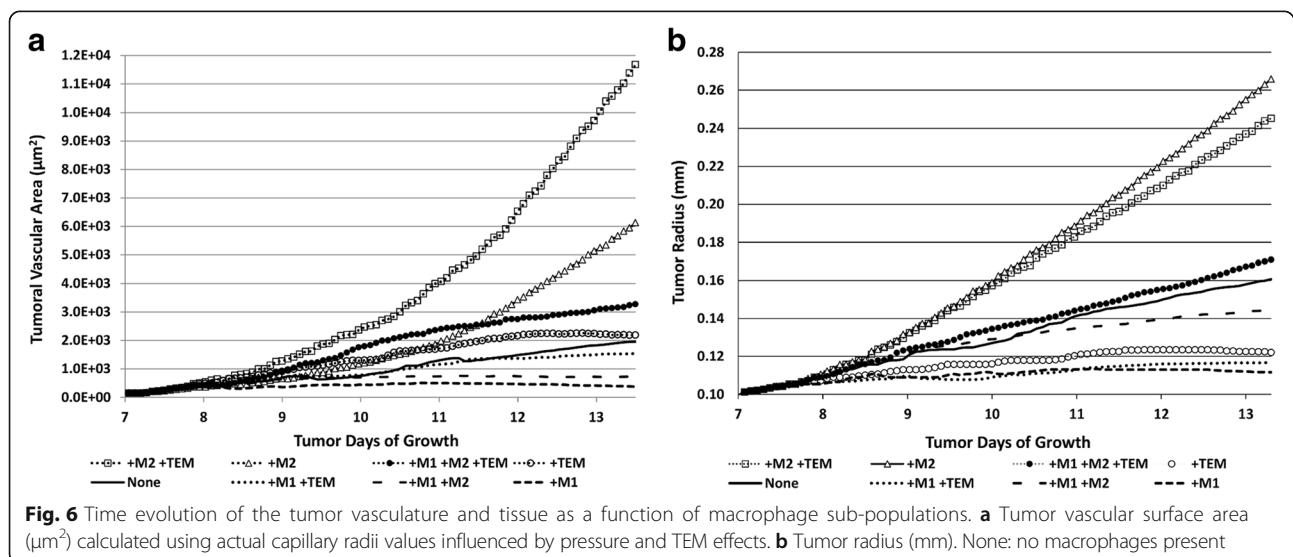 a
1.2E+04
1.1E+04
1.0E+04
9.0E+03
8.0E+03
7.0E+03
6.0E+03
5.0E+03
4.0E+03
3.0E+03
2.0E+03
1.0E+03
0.0E+00
Tumoral Vascular Area (µm²)
7 8 9 10 11 12 13
Tumor Days of Growth
+M2 +TEM +M2 +M1 +M2 +TEM +TEM
None +M1 +TEM +M1 +M2 +M1
b
0.28
0.26
0.24
0.22
0.20
0.18
0.16
0.14
0.12
0.10
Tumor Radius (mm)
7 8 9 10 11 12 13
Tumor Days of Growth
+M2 +TEM +M2 +M1 +M2 +TEM +TEM
None +M1 +TEM +M1 +M2 +M1
Fig. 6 Time evolution of the tumor vasculature and tissue as a function of macrophage sub-populations. a Tumor vascular surface area
(µm²) calculated using actual capillary radii values influenced by pressure and TEM effects. b Tumor radius (mm). None: no macrophages present